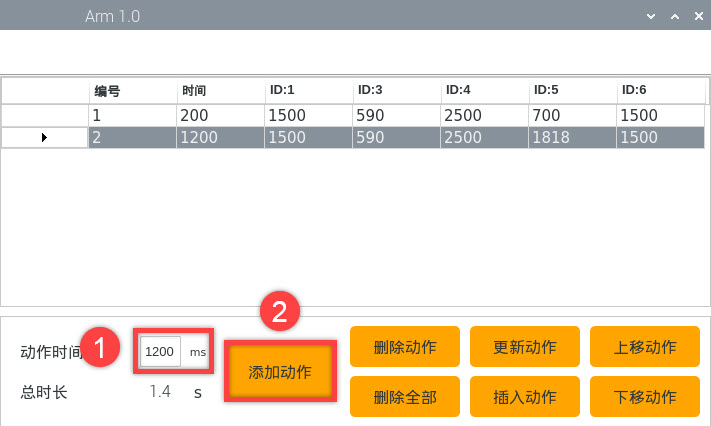 Arm 1.0
编号 时间 ID:1 ID:3 ID:4 ID:5 ID:6
1 200 1500 590 2500 700 1500
2 1200 1500 590 2500 1818 1500
2
动作时间 1 1200 ms 添加动作 删除动作 更新动作 上移动作
总时长 1.4 s 删除全部 插入动作 下移动作